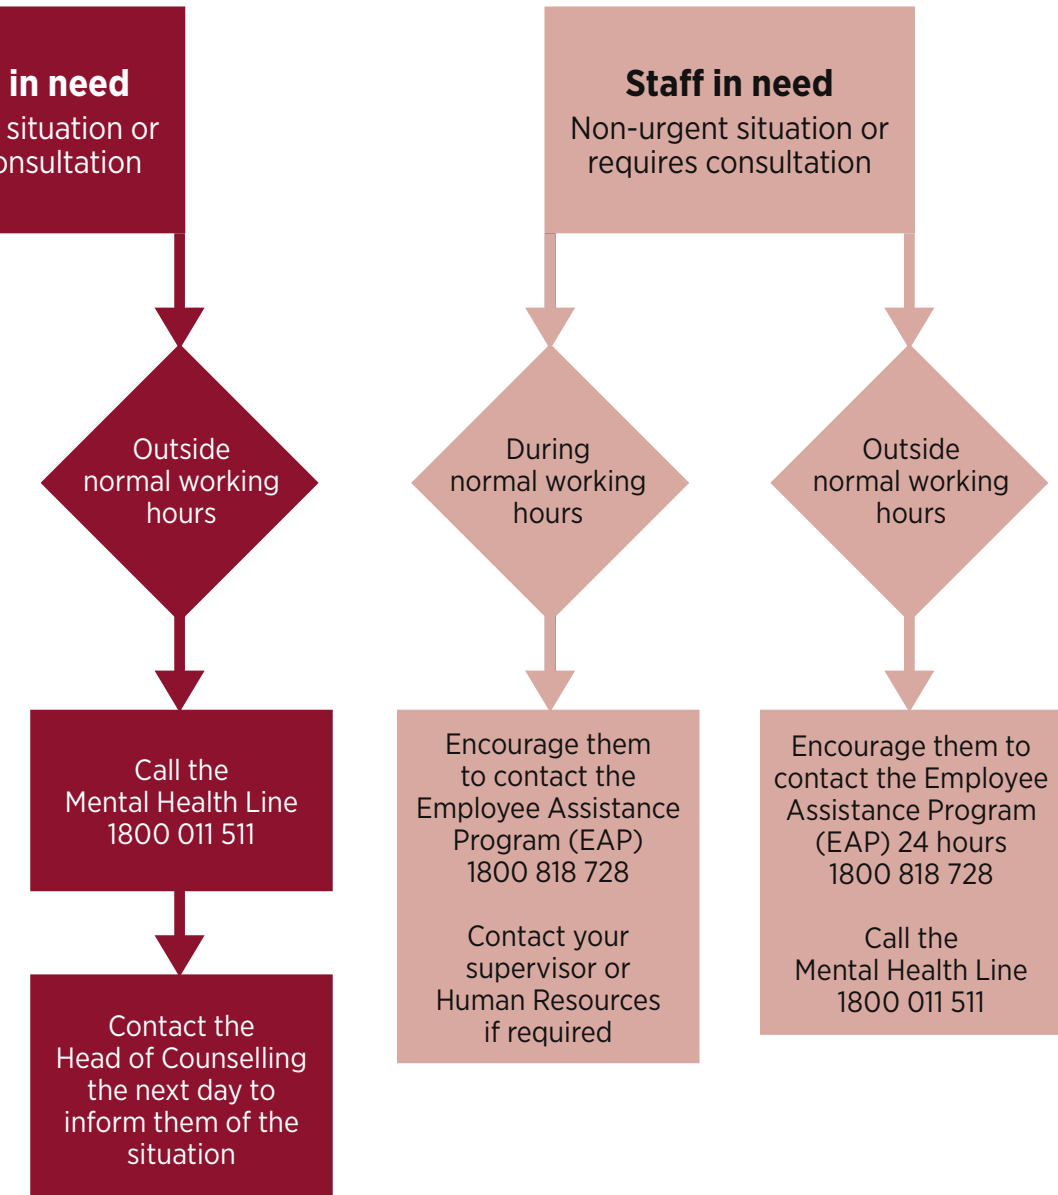 in need
situation or
onsultation
Outside
normal working
hours
Call the
Mental Health Line
1800 011 511
Contact the
Head of Counselling
the next day to
inform them of the
situation
Staff in need
Non-urgent situation or
requires consultation
During
normal working
hours
Encourage them
to contact the
Employee Assistance
Program (EAP)
1800 818 728
Contact your
supervisor or
Human Resources
if required
Outside
normal working
hours
Encourage them to
contact the Employee
Assistance Program
(EAP) 24 hours
1800 818 728
Call the
Mental Health Line
1800 011 511